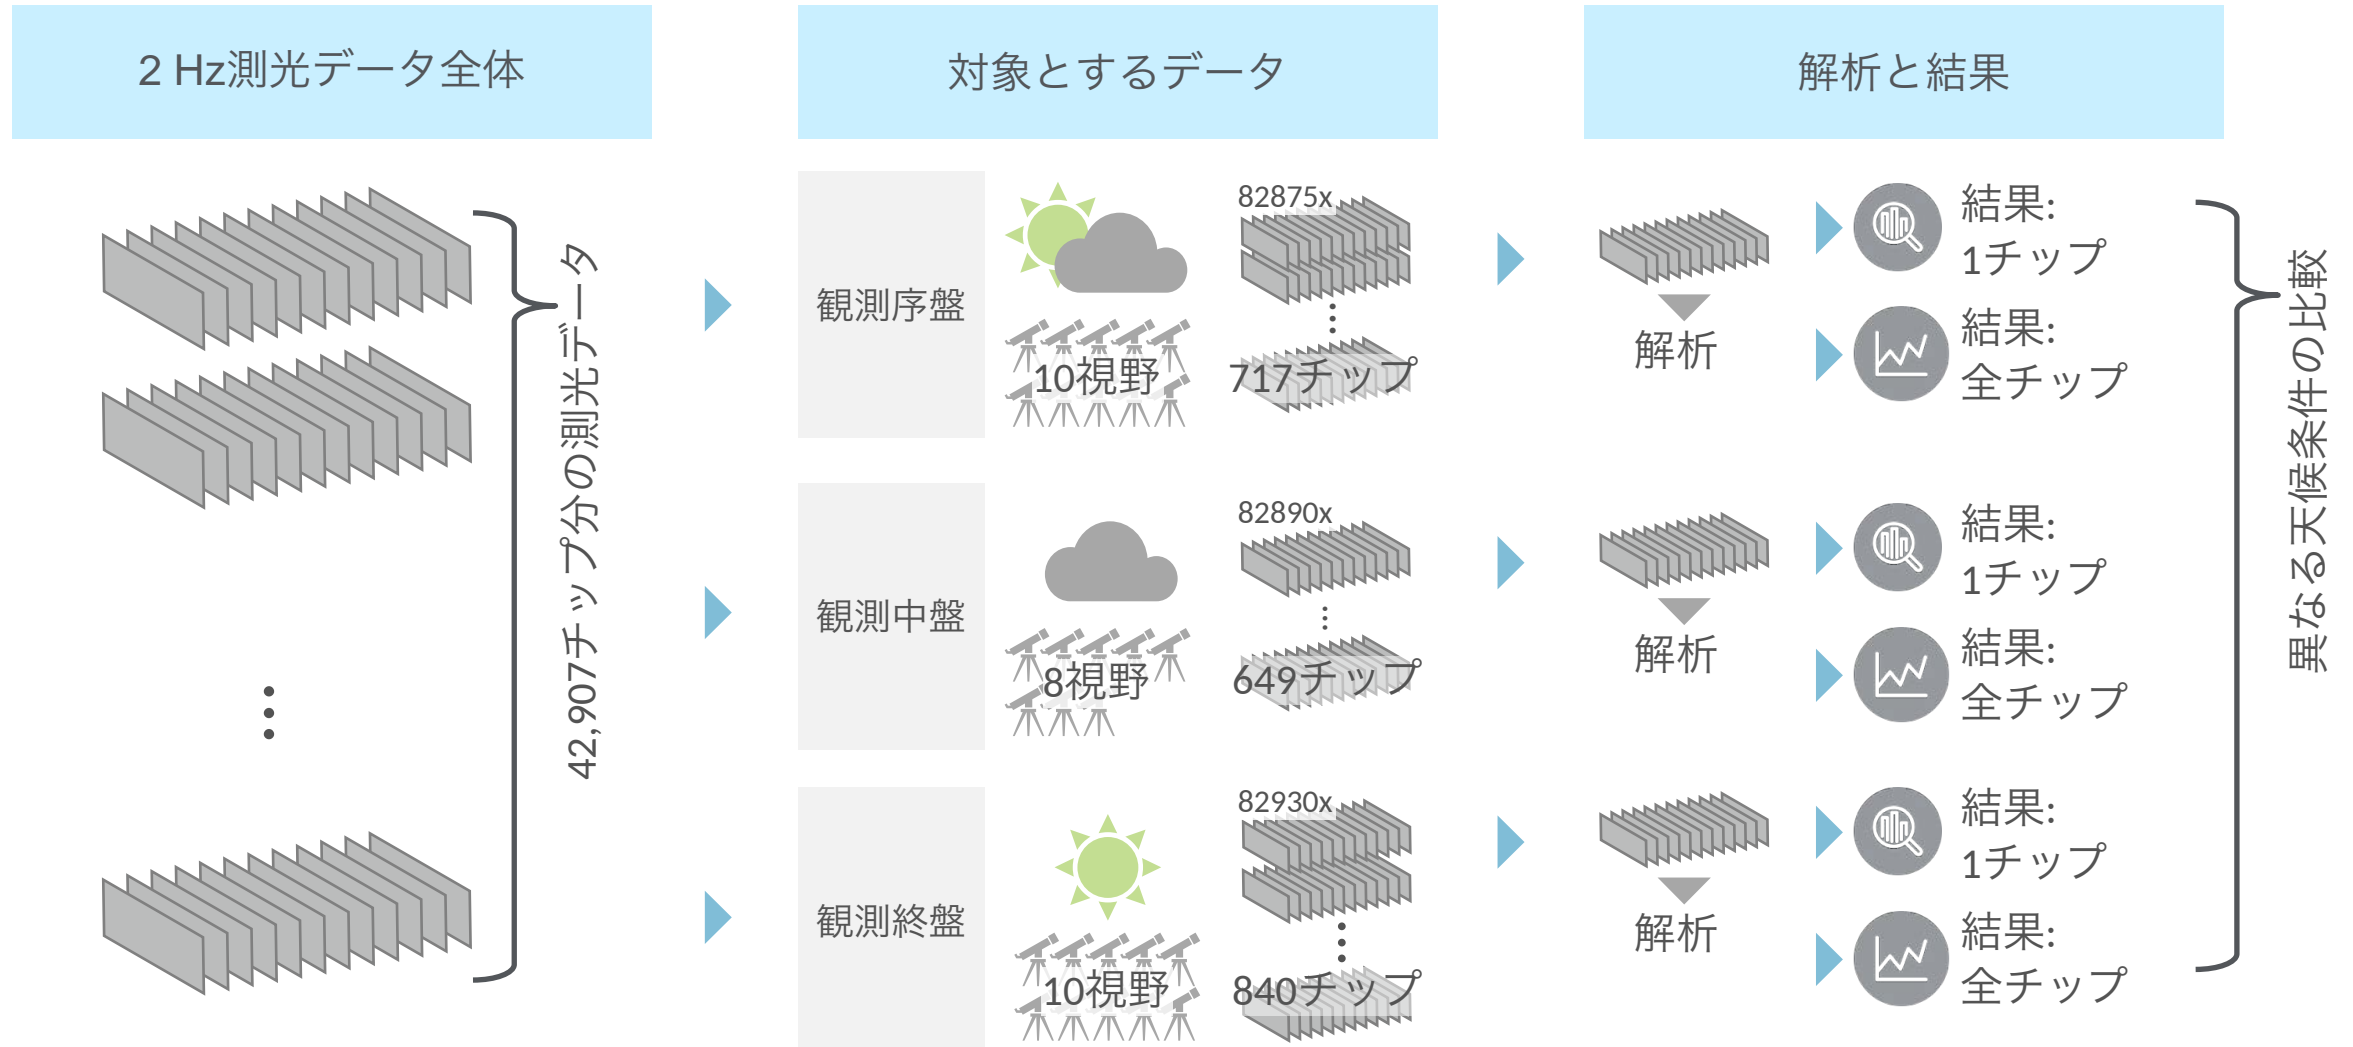 2 Hz測光データ全体
対象とするデータ
解析と結果
42,907チップ分の測光データ
観測序盤
10視野
82875x
717チップ
解析
結果:
1チップ
結果:
全チップ
観測中盤
8視野
82890x
649チップ
解析
結果:
1チップ
結果:
全チップ
観測終盤
10視野
82930x
840チップ
解析
結果:
1チップ
結果:
全チップ
異なる天候条件の比較